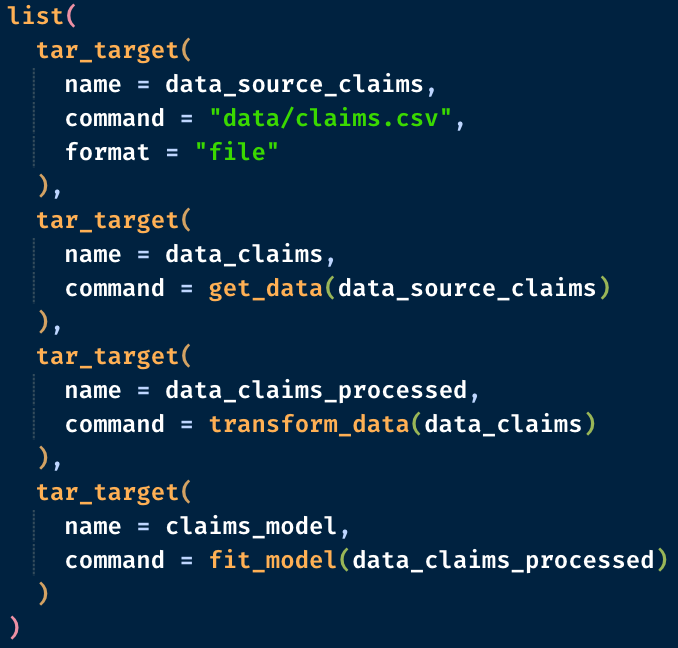 list(
  tar_target(
    name = data_source_claims,
    command = "data/claims.csv",
    format = "file"
  ),
  tar_target(
    name = data_claims,
    command = get_data(data_source_claims)
  ),
  tar_target(
    name = data_claims_processed,
    command = transform_data(data_claims)
  ),
  tar_target(
    name = claims_model,
    command = fit_model(data_claims_processed)
  )
)